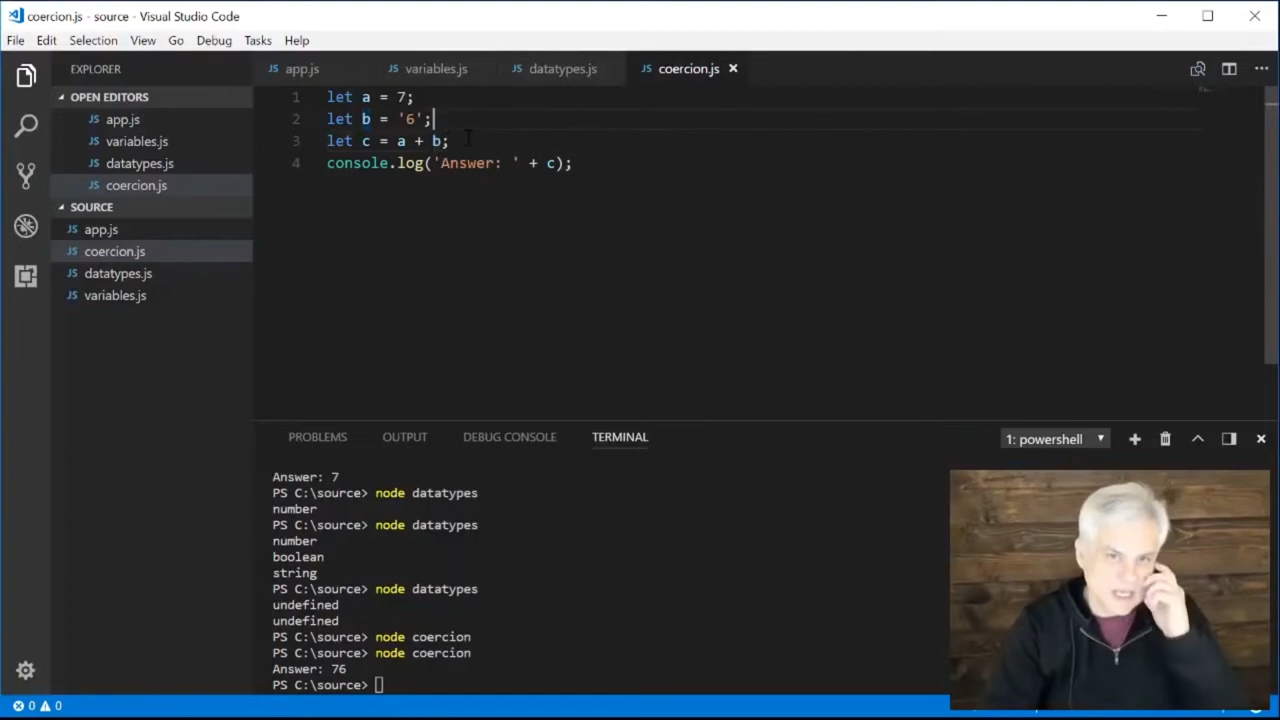 coercion.js - source - Visual Studio Code
File Edit Selection View Go Debug Tasks Help
EXPLORER
OPEN EDITORS
app.js
variables.js
datatypes.js
coercion.js
SOURCE
app.js
coercion.js
datatypes.js
variables.js
app.js variables.js datatypes.js coercion.js
1 let a = 7;
2 let b = '6';
3 let c = a + b;
4 console.log('Answer: ' + c);
PROBLEMS OUTPUT DEBUG CONSOLE TERMINAL
1: powershell
Answer: 7
PS C:\source> node datatypes
number
PS C:\source> node datatypes
number
boolean
string
PS C:\source> node datatypes
undefined
undefined
PS C:\source> node coercion
PS C:\source> node coercion
Answer: 76
PS C:\source>
0 0